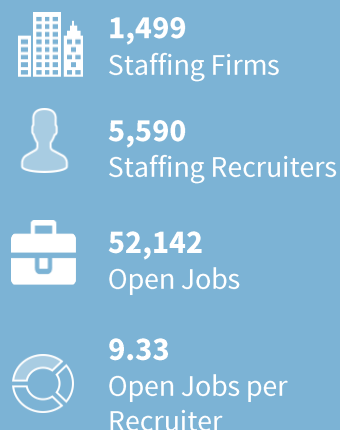 1,499
Staffing Firms
5,590
Staffing Recruiters
52,142
Open Jobs
9.33
Open Jobs per
Recruiter